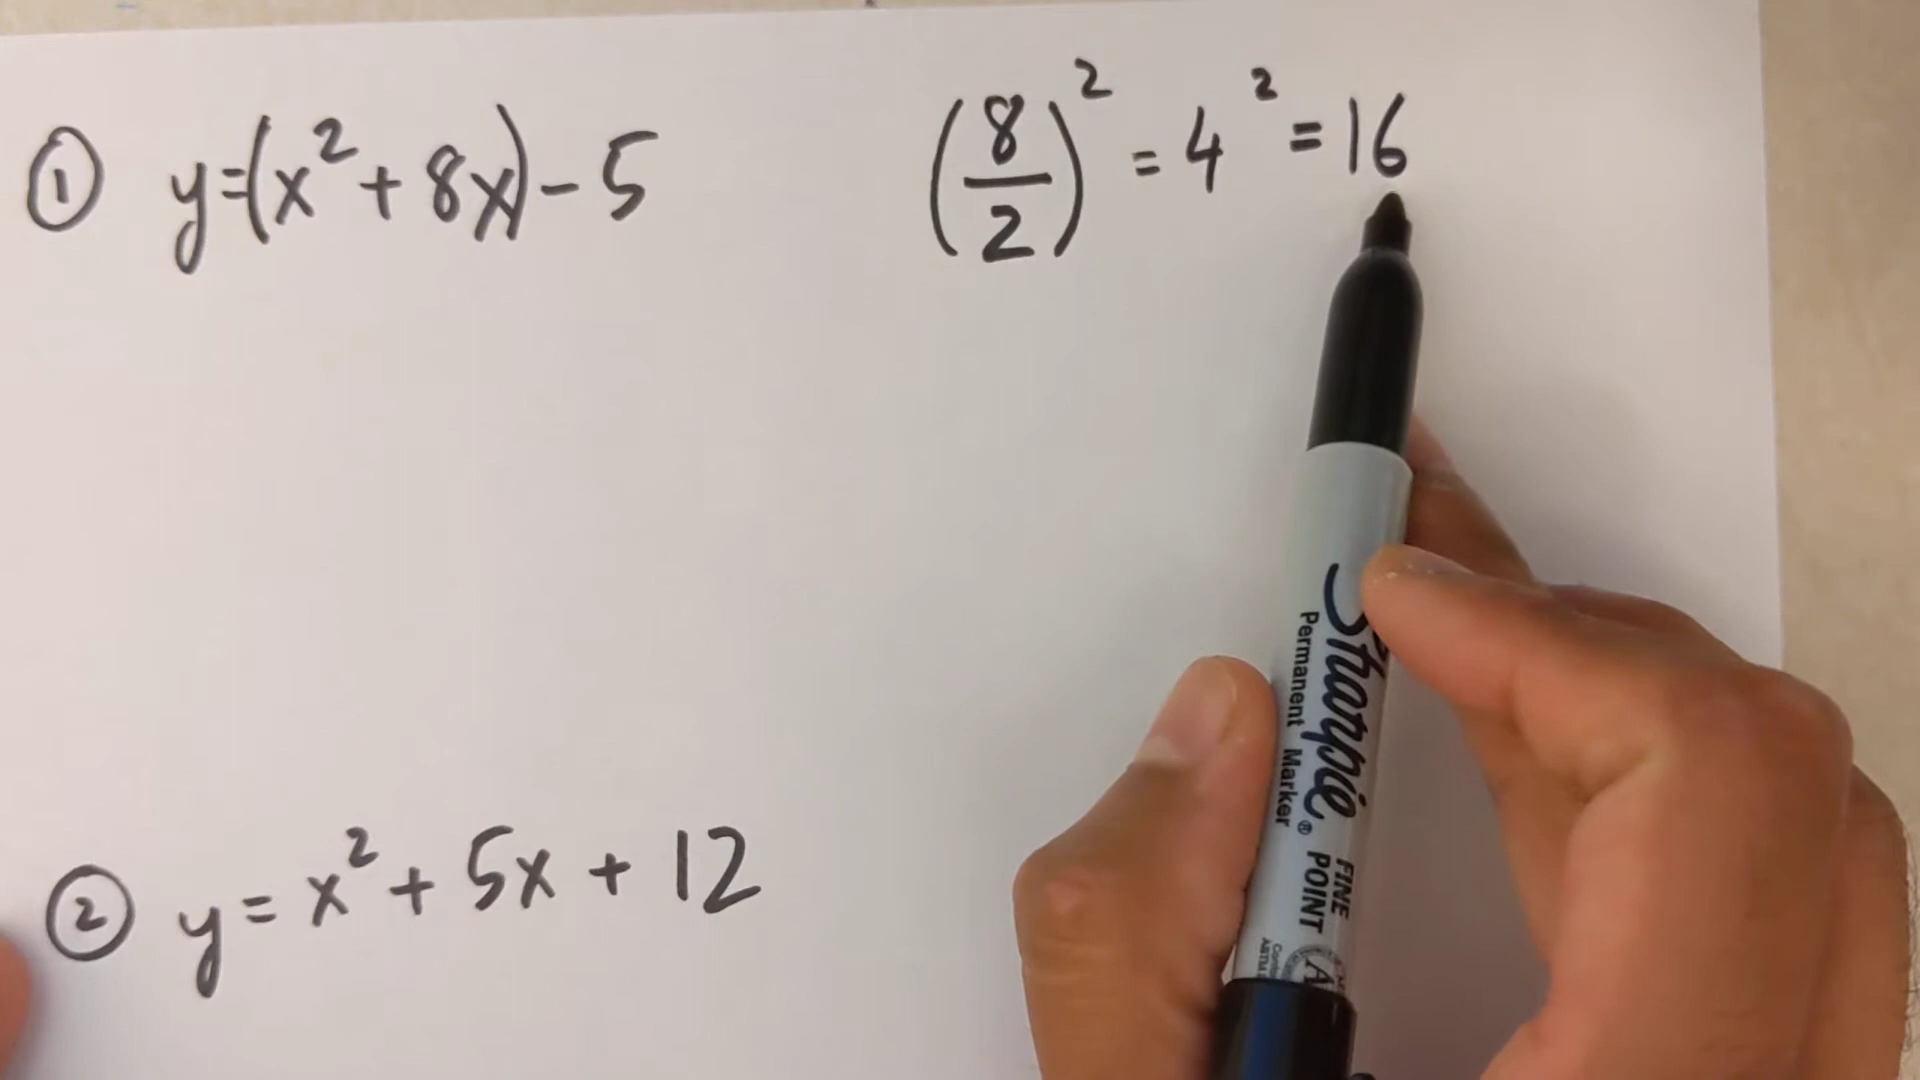 ① y=(x²+8x)-5
(8/2)² = 4² = 16
② y = x² + 5x + 12
Sharpie®
Permanent Marker
FINE
POINT